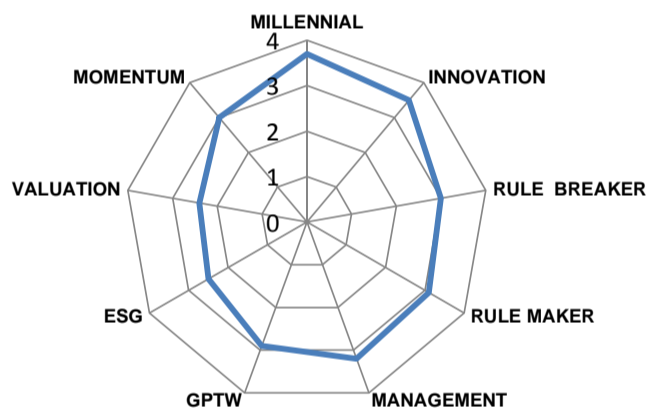 MILLENNIAL
4
MOMENTUM
INNOVATION
3
2
VALUATION
RULE BREAKER
1
0
ESG
RULE MAKER
GPTW
MANAGEMENT